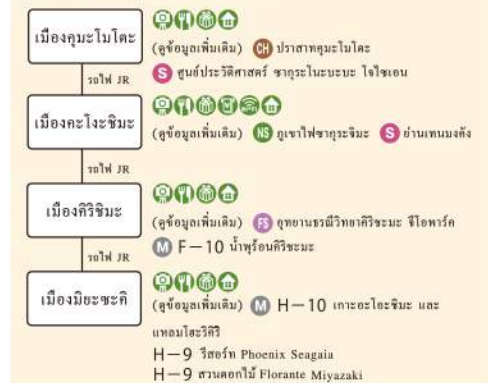 เมืองคุมะโมโตะ
(ดูข้อมูลเพิ่มเติม) CH ปราสาทคุมะโมโตะ
S ศูนย์ประวัติศาสตร์ ซากุระโนะบะบะ โจไซเอน
รถไฟ JR
เมืองคะโงะชิมะ
(ดูข้อมูลเพิ่มเติม) NS ภูเขาไฟซากุระจิมะ S ย่านเทนมงคัง
รถไฟ JR
เมืองคิริชิมะ
(ดูข้อมูลเพิ่มเติม) FS อุทยานธรณีวิทยาคิริชะมะ จีโอพาร์ค
M F－10 น้ำพุร้อนคิริชะมะ
รถไฟ JR
เมืองมิยะซะคิ
(ดูข้อมูลเพิ่มเติม) M H－10 เกาะอะโอะชิมะ และ
แหลมโฮะริคิริ
H－9 รีสอร์ท Phoenix Seagaia
H－9 สวนดอกไม้ Florante Miyazaki